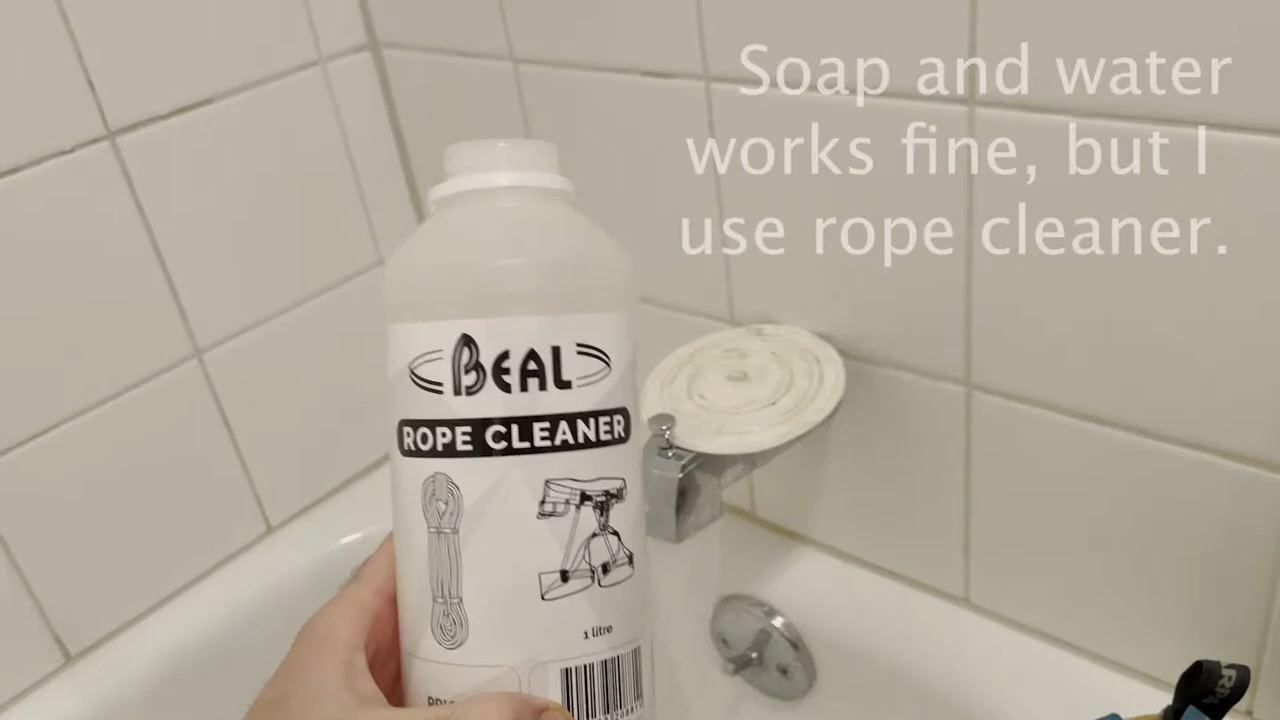 Soap and water
works fine, but I
use rope cleaner.
BEAL
ROPE CLEANER
1 litre